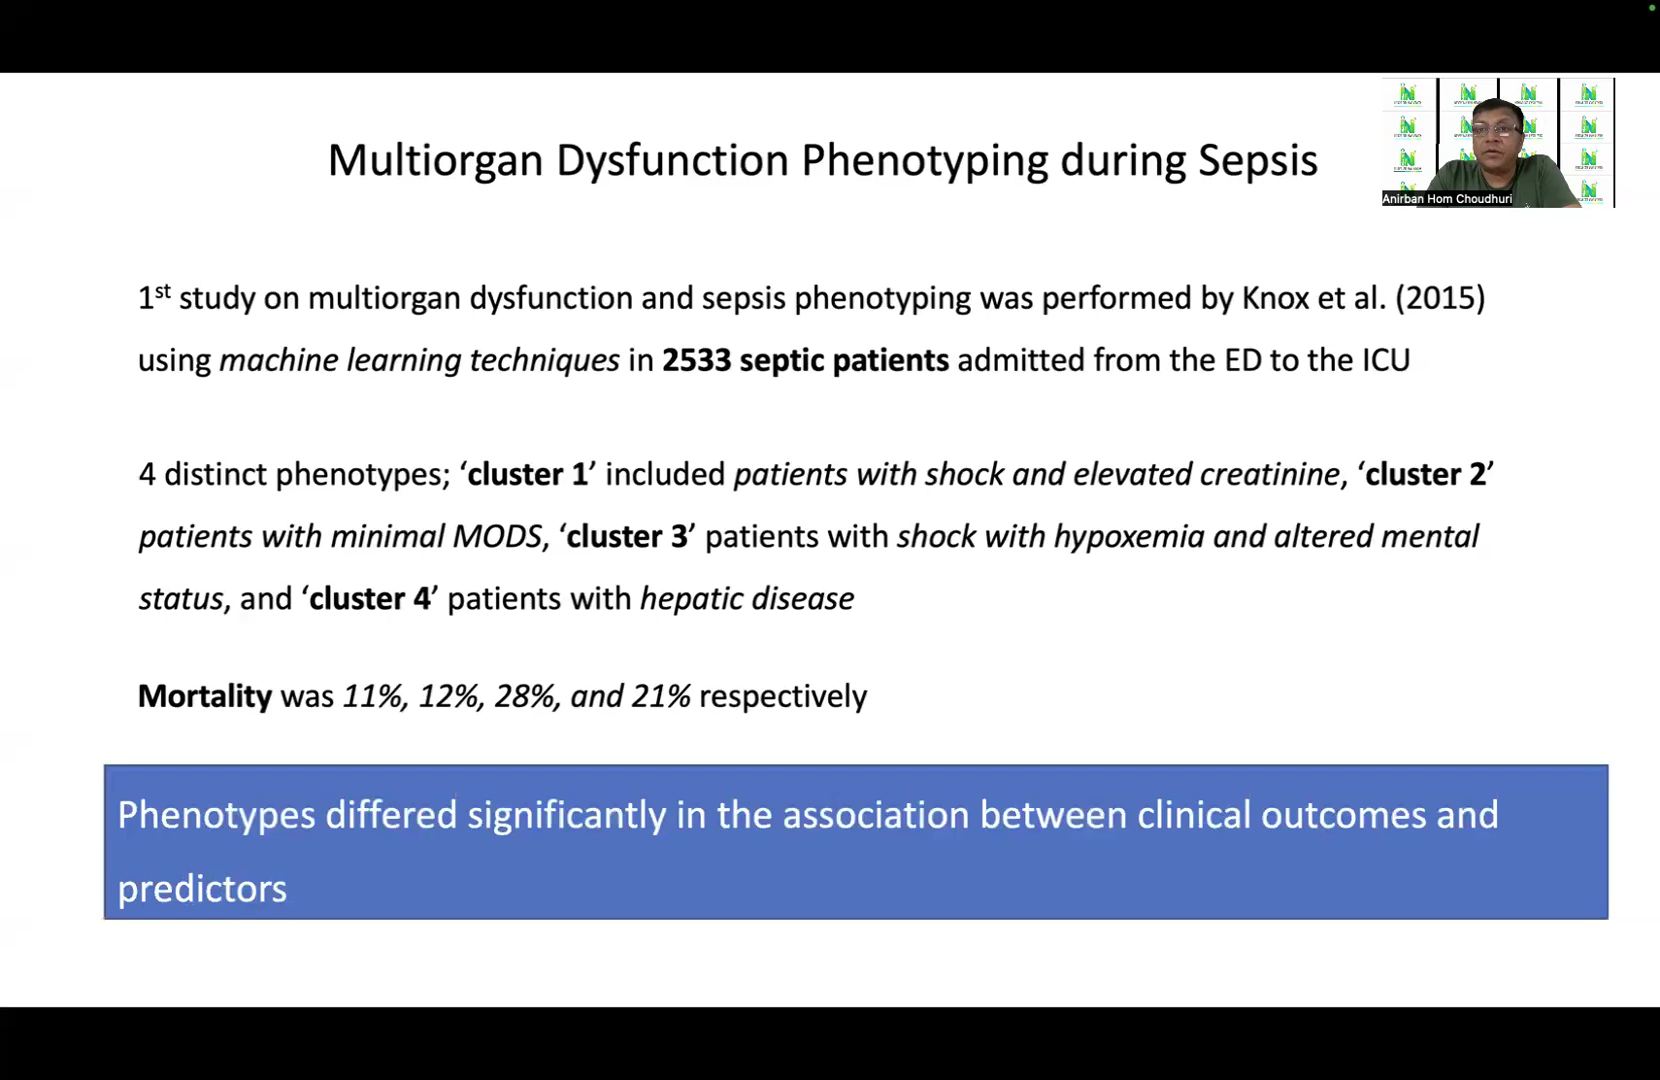 Multiorgan Dysfunction Phenotyping during Sepsis
Anirban Hom Choudhuri
1st study on multiorgan dysfunction and sepsis phenotyping was performed by Knox et al. (2015)
using machine learning techniques in 2533 septic patients admitted from the ED to the ICU
4 distinct phenotypes; ‘cluster 1’ included patients with shock and elevated creatinine, ‘cluster 2’
patients with minimal MODS, ‘cluster 3’ patients with shock with hypoxemia and altered mental
status, and ‘cluster 4’ patients with hepatic disease
Mortality was 11%, 12%, 28%, and 21% respectively
Phenotypes differed significantly in the association between clinical outcomes and
predictors